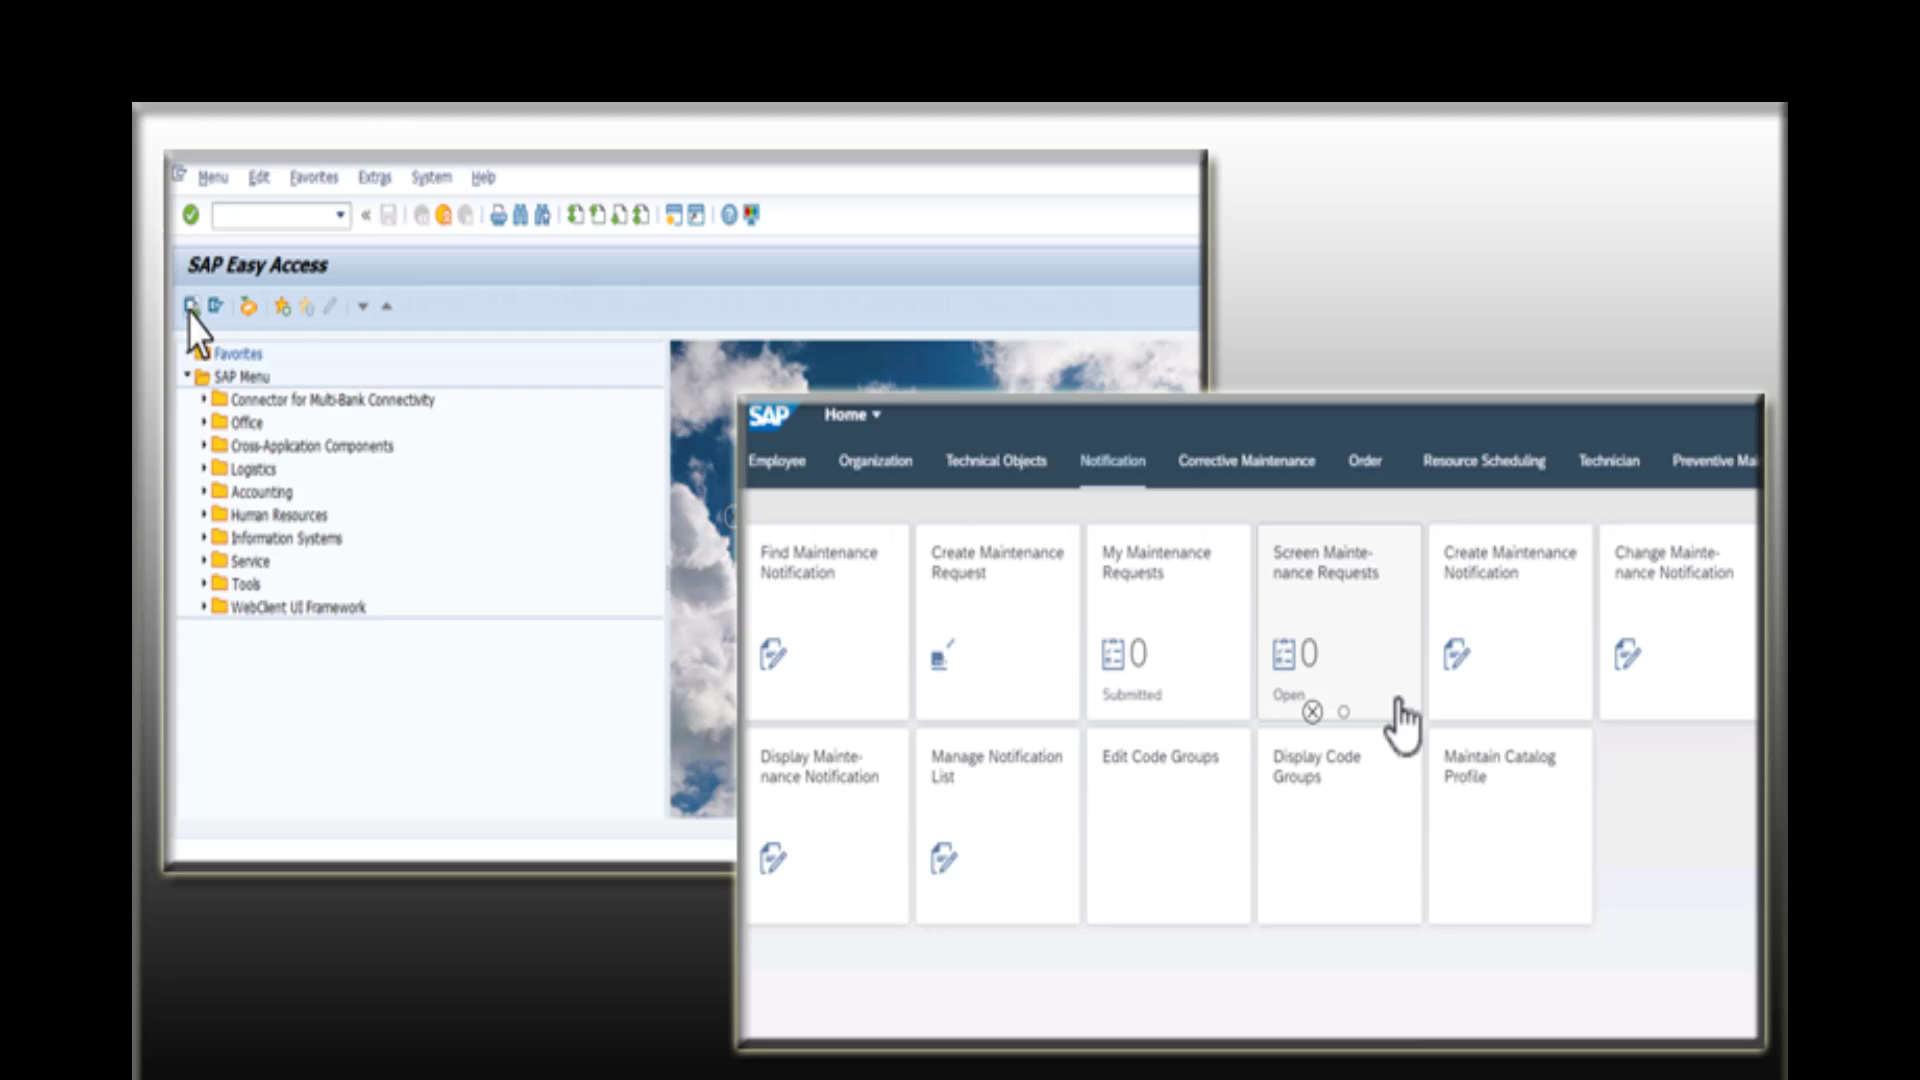 Menu Edit Favorites Extras System Help
SAP Easy Access
Favorites
SAP Menu
Connector for Multi-Bank Connectivity
Office
Cross-Application Components
Logistics
Accounting
Human Resources
Information Systems
Service
Tools
WebClient UI Framework
SAP Home
Employee Organization Technical Objects Notification Corrective Maintenance Order Resource Scheduling Technician Preventive Mai
Find Maintenance
Notification
Create Maintenance
Request
My Maintenance
Requests
0
Submitted
Screen Mainte-
nance Requests
0
Open
Create Maintenance
Notification
Change Mainte-
nance Notification
Display Mainte-
nance Notification
Manage Notification
List
Edit Code Groups
Display Code
Groups
Maintain Catalog
Profile